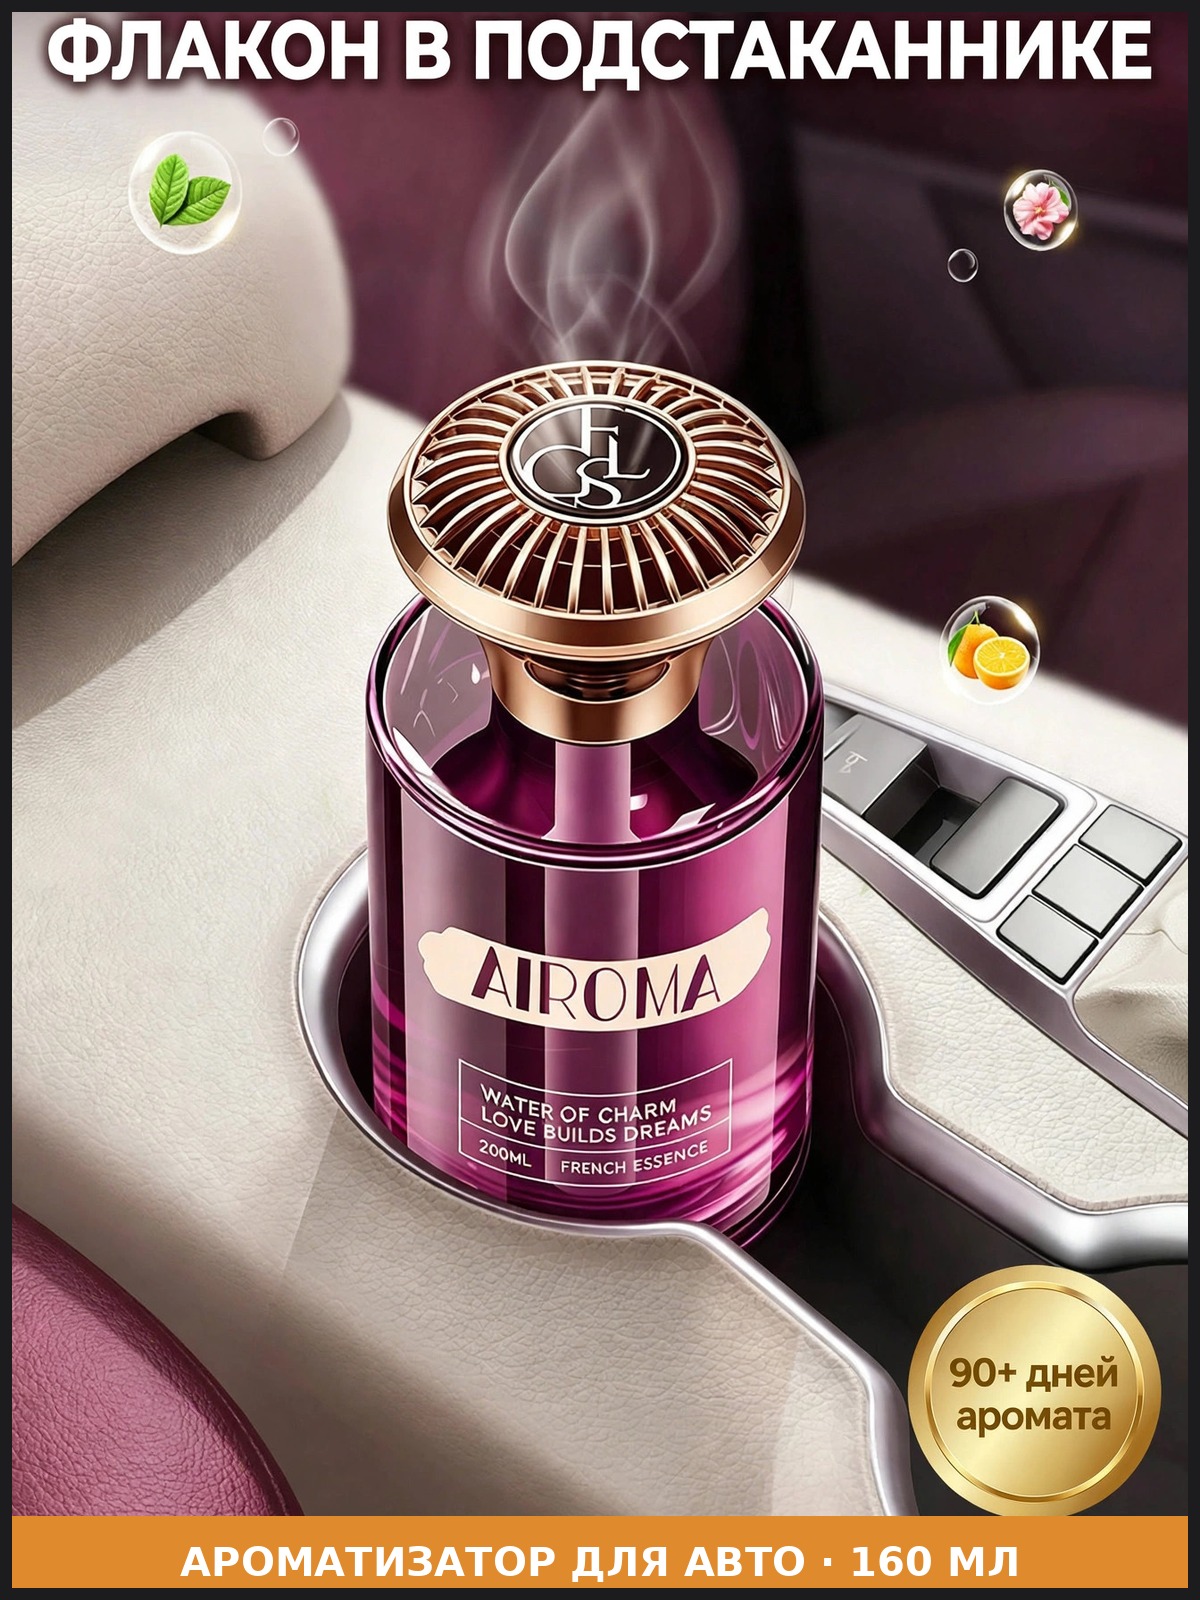 ФЛАКОН В ПОДСТАКАННИКЕ
AIROMA
WATER OF CHARM
LOVE BUILDS DREAMS
200ML FRENCH ESSENCE
90+ дней
аромата
АРОМАТИЗАТОР ДЛЯ АВТО · 160 МЛ